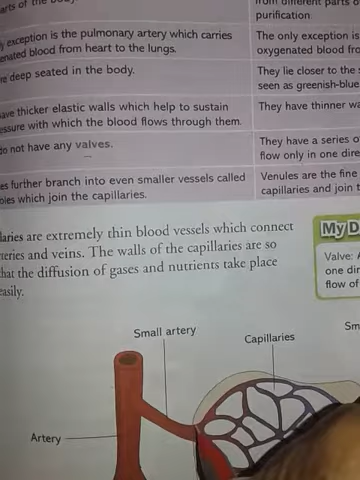 arts of the body.
from different parts of
purification.
exception is the pulmonary artery which carries
enated blood from heart to the lungs.
The only exception is
oxygenated blood fro
deep seated in the body.
They lie closer to the s
seen as greenish-blue
ave thicker elastic walls which help to sustain
essure with which the blood flows through them.
They have thinner wa
do not have any valves.
They have a series o
flow only in one dire
es further branch into even smaller vessels called
oles which join the capillaries.
Venules are the fine
capillaries and join t
laries are extremely thin blood vessels which connect
teries and veins. The walls of the capillaries are so
that the diffusion of gases and nutrients take place
easily.
My D
Valve: A
one dir
flow of
Small artery
Sm
Capillaries
Artery